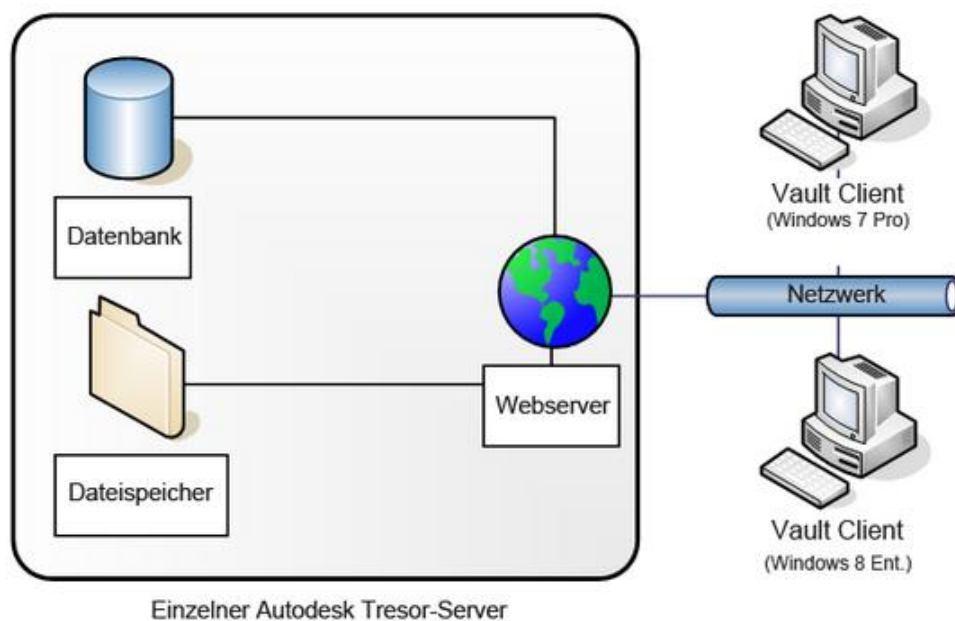 Datenbank
Dateispeicher
Webserver
Vault Client
(Windows 7 Pro)
Netzwerk
Vault Client
(Windows 8 Ent.)
Einzelner Autodesk Tresor-Server